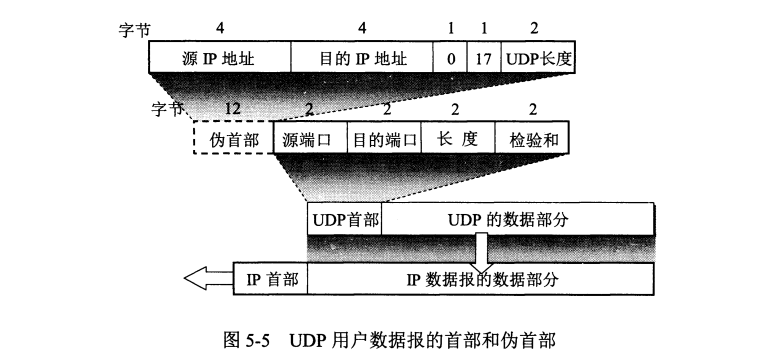 字节 4 4 1 1 2
源 IP 地址 目的 IP 地址 0 17 UDP长度
字节 12 2 2 2 2
伪首部 源端口 目的端口 长 度 检验和
UDP首部 UDP 的数据部分
IP 首部 IP 数据报的数据部分
图 5-5 UDP 用户数据报的首部和伪首部